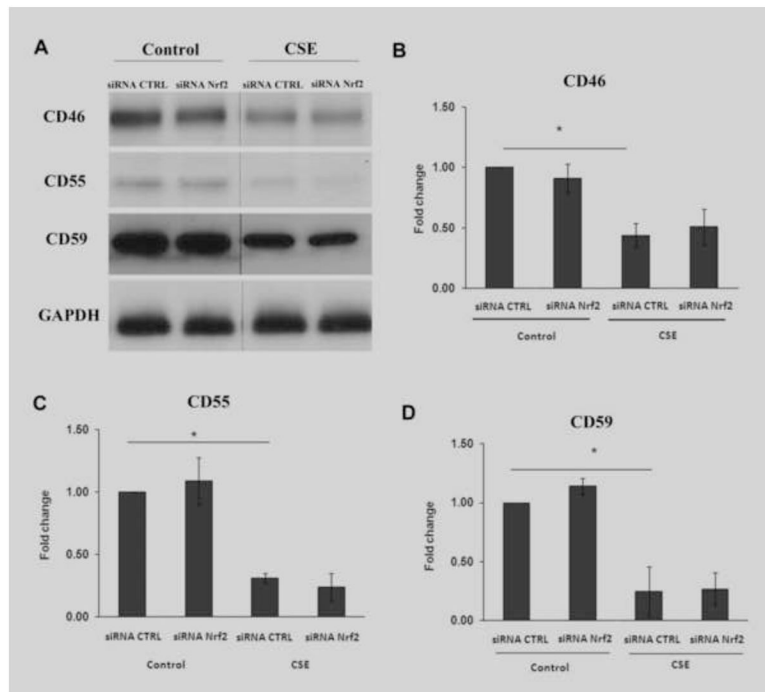 A
Control CSE
siRNA CTRL siRNA Nrf2 siRNA CTRL siRNA Nrf2
CD46
CD55
CD59
GAPDH
B
CD46
Fold change
1.50
1.00
0.50
0.00
*
siRNA CTRL siRNA Nrf2 siRNA CTRL siRNA Nrf2
Control CSE
C
CD55
Fold change
1.50
1.00
0.50
0.00
*
siRNA CTRL siRNA Nrf2 siRNA CTRL siRNA Nrf2
Control CSE
D
CD59
Fold change
1.50
1.00
0.50
0.00
*
siRNA CTRL siRNA Nrf2 siRNA CTRL siRNA Nrf2
Control CSE